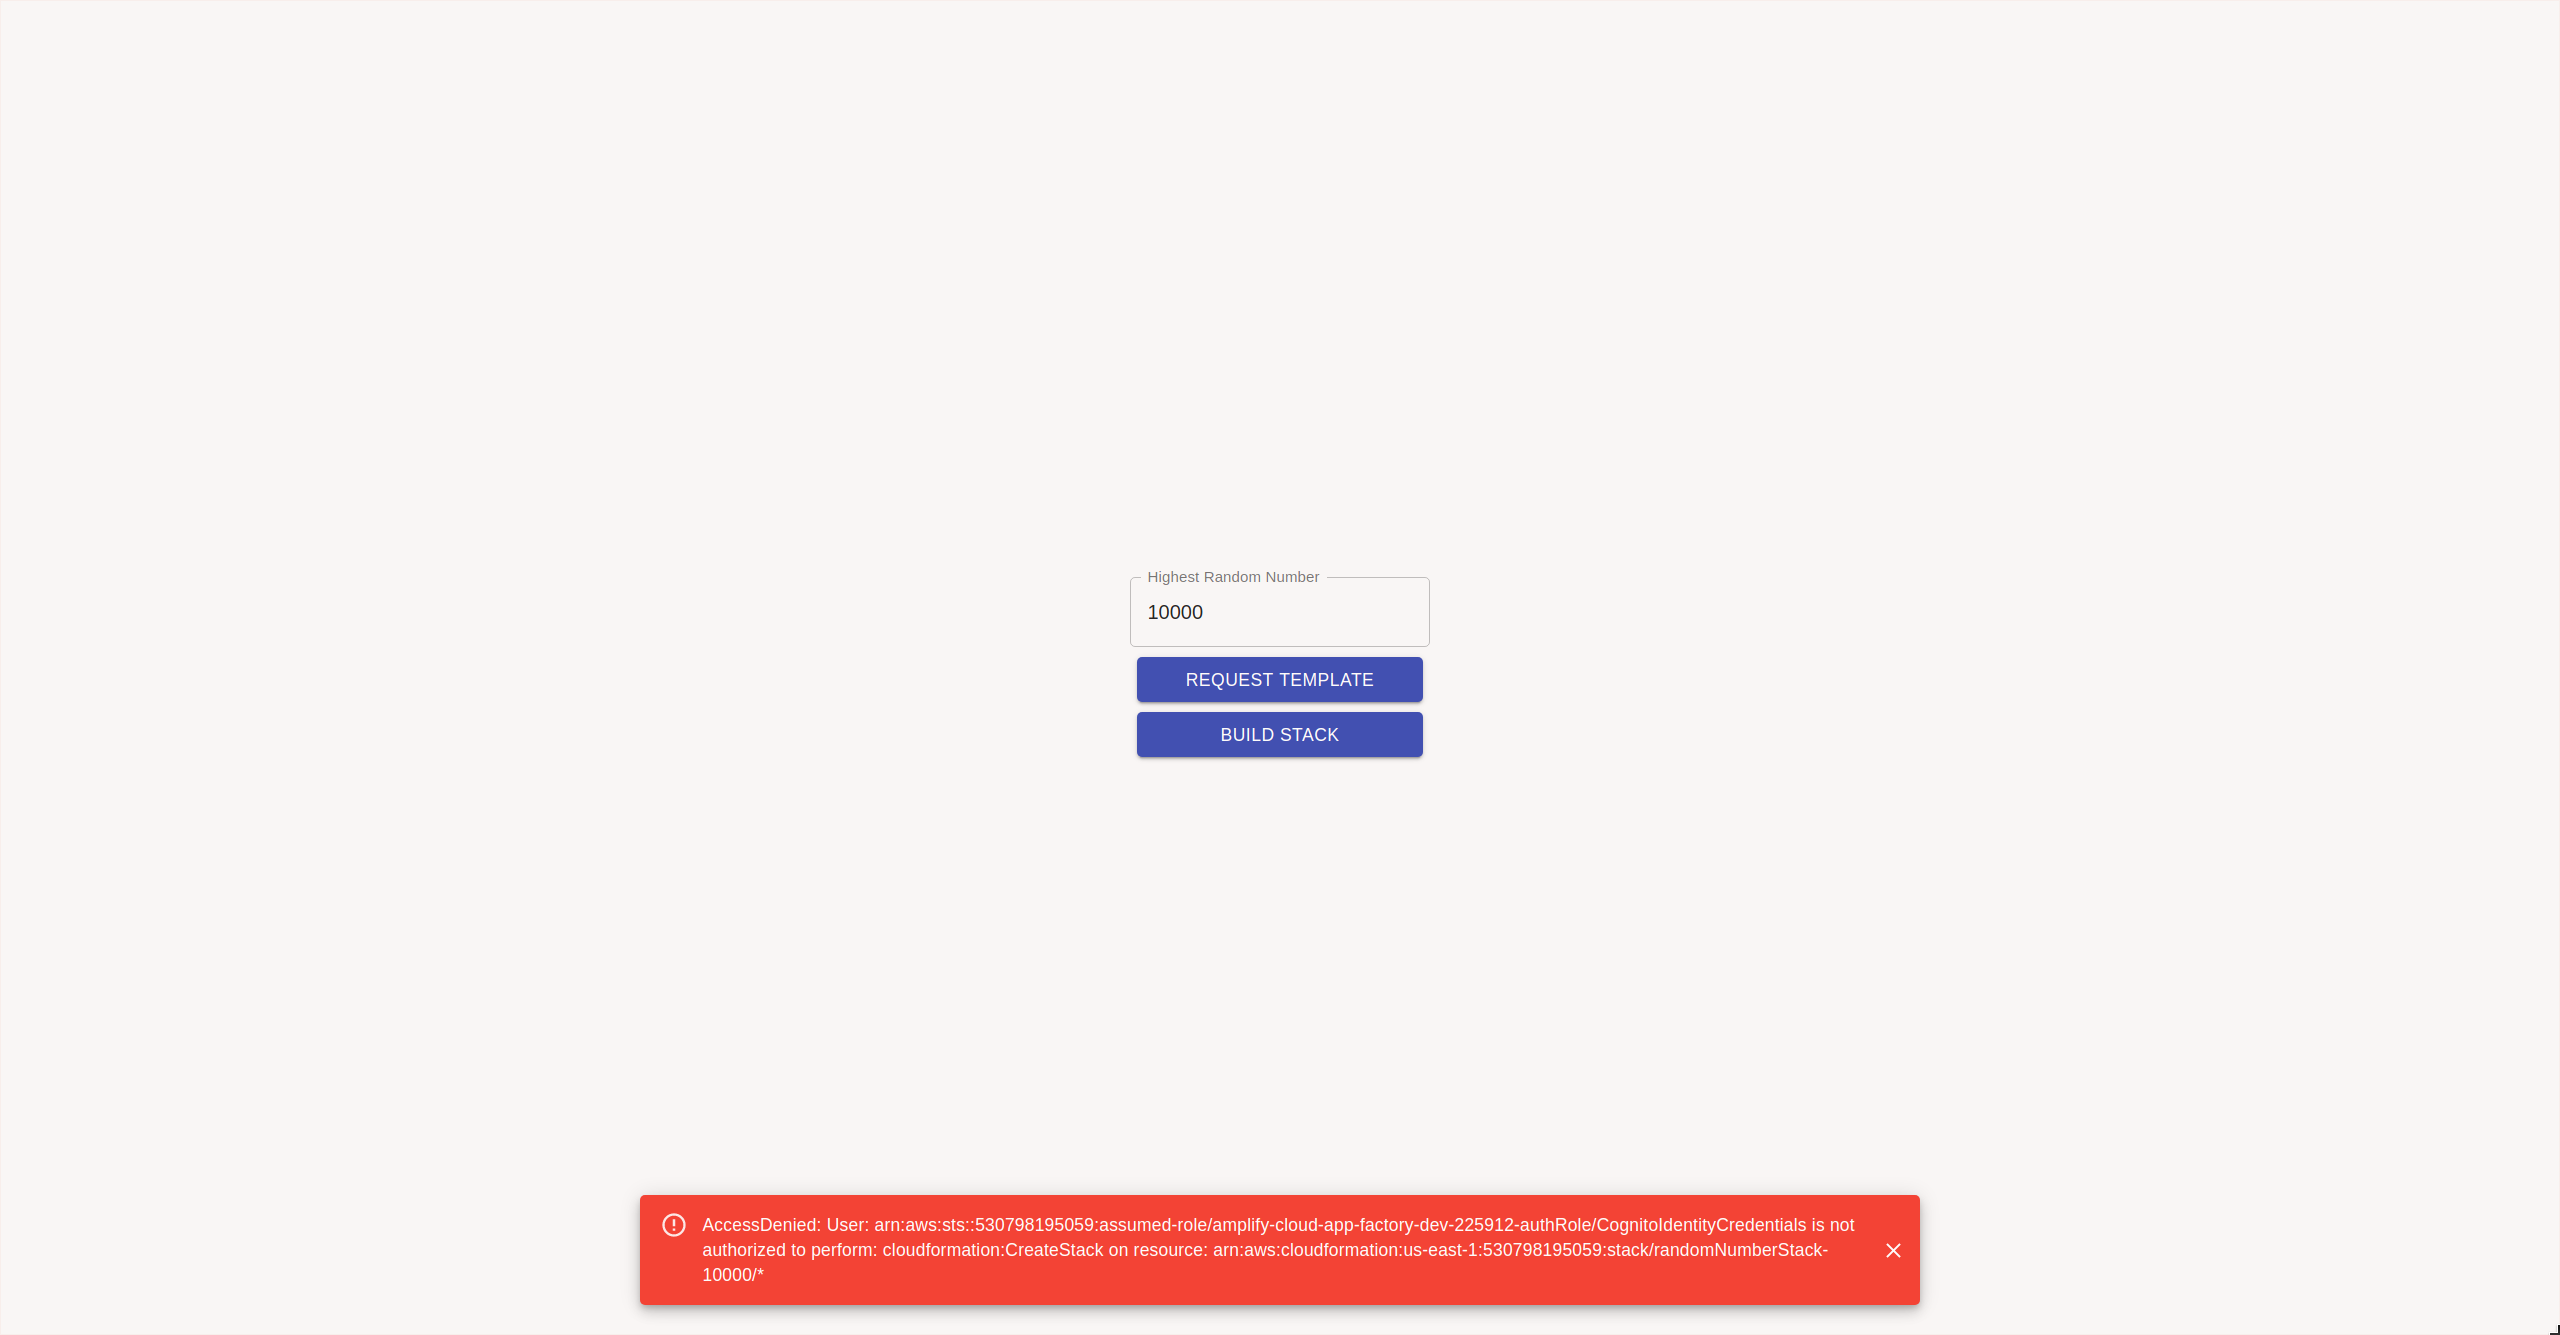 Highest Random Number
10000
REQUEST TEMPLATE
BUILD STACK
AccessDenied: User: arn:aws:sts::530798195059:assumed-role/amplify-cloud-app-factory-dev-225912-authRole/CognitoIdentityCredentials is not
authorized to perform: cloudformation:CreateStack on resource: arn:aws:cloudformation:us-east-1:530798195059:stack/randomNumberStack-
10000/*